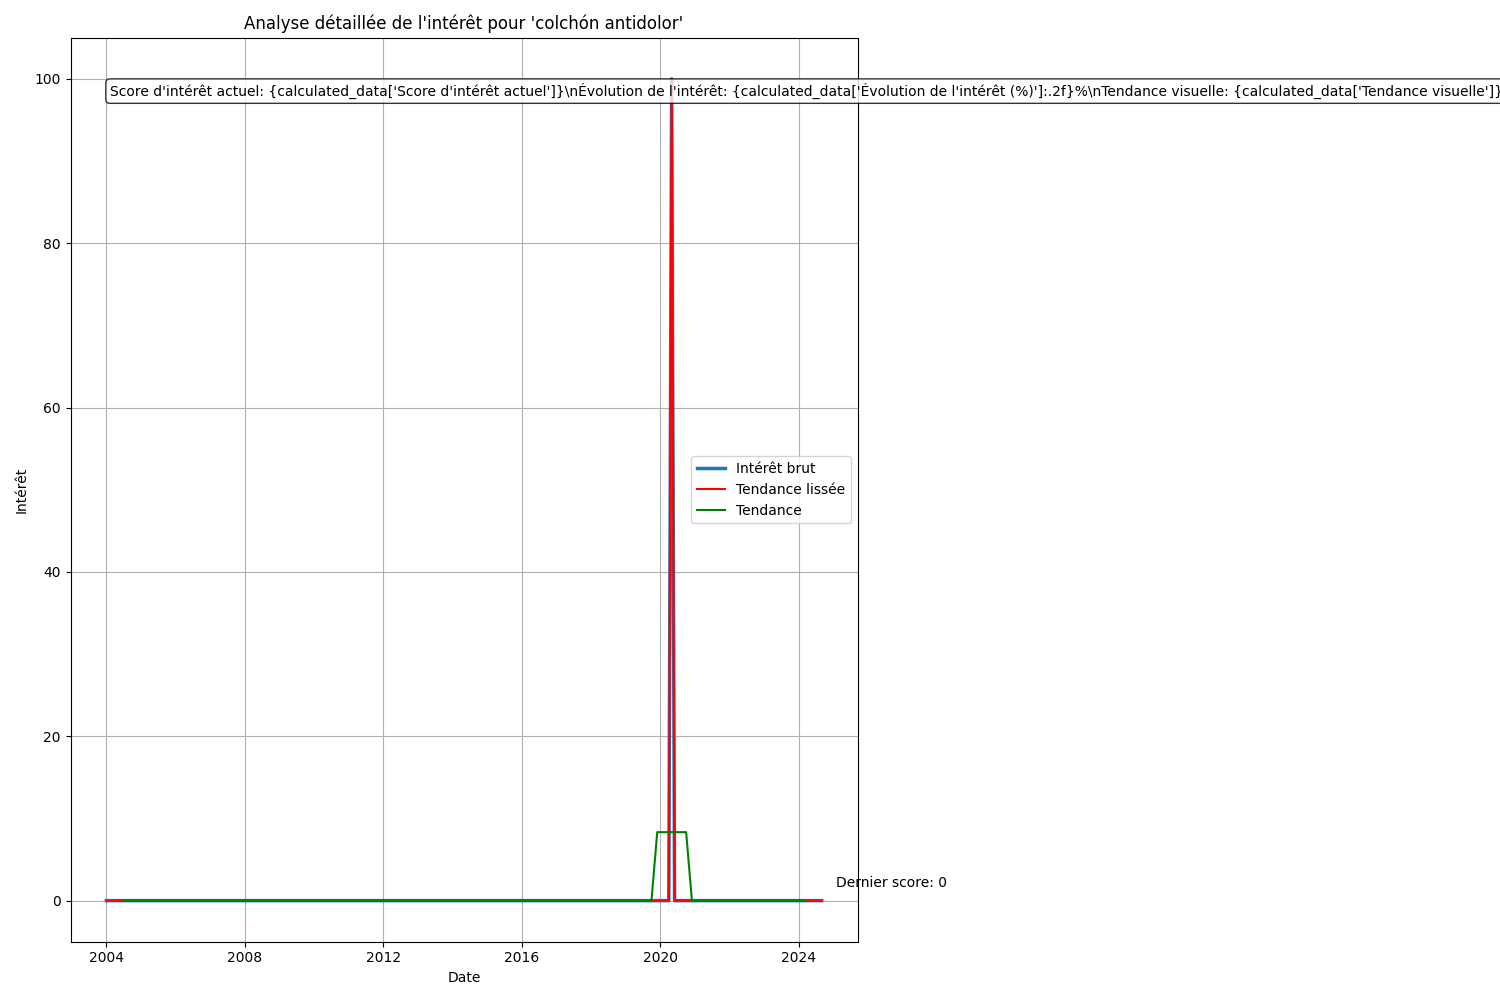 Analyse détaillée de l'intérêt pour 'colchón antidolor'
100
Score d'intérêt actuel: {calculated_data['Score d'intérêt actuel']}\nÉvolution de l'intérêt: {calculated_data['Évolution de l'intérêt (%)']:.2f}%\nTendance visuelle: {calculated_data['Tendance visuelle']}
80
60
Intérêt brut
Tendance lissée
Tendance
Intérêt
40
20
Dernier score: 0
0
2004
2008
2012
2016
2020
2024
Date